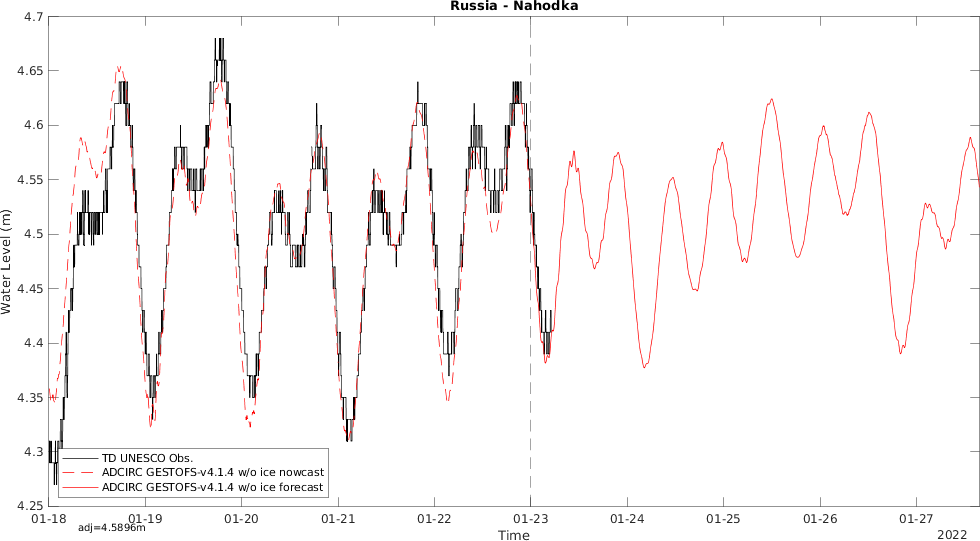 Russia - Nahodka
4.7
4.65
4.6
4.55
4.5
4.45
4.4
4.35
4.3
4.25
Water Level (m)
TD UNESCO Obs.
ADCIRC GESTOFS-v4.1.4 w/o ice nowcast
ADCIRC GESTOFS-v4.1.4 w/o ice forecast
01-18 01-19 01-20 01-21 01-22 01-23 01-24 01-25 01-26 01-27
adj=4.5896m
Time
2022